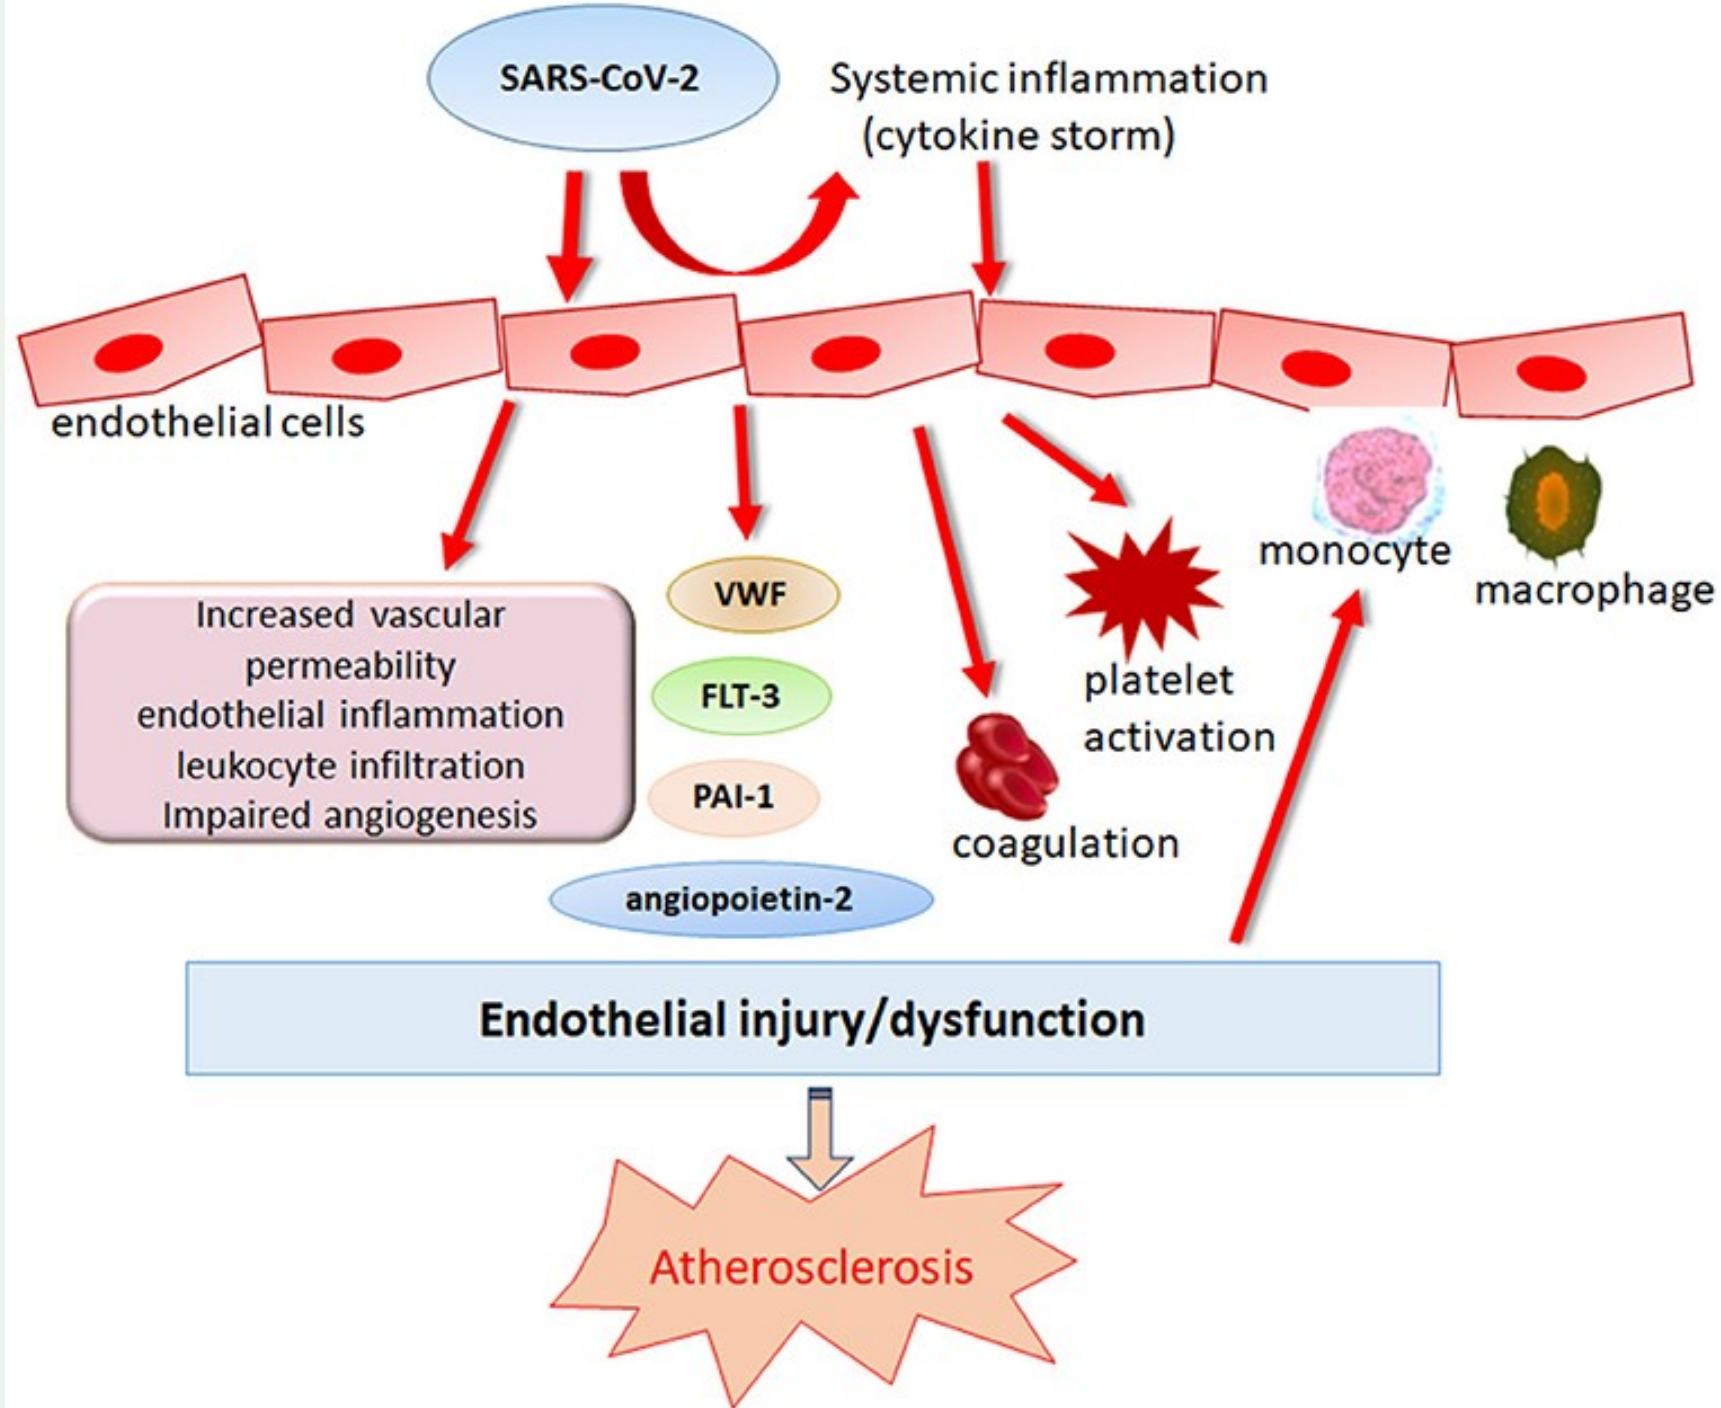 SARS-CoV-2
Systemic inflammation
(cytokine storm)
endothelial cells
Increased vascular
permeability
endothelial inflammation
leukocyte infiltration
Impaired angiogenesis
VWF
FLT-3
PAI-1
angiopoietin-2
coagulation
platelet
activation
monocyte
macrophage
Endothelial injury/dysfunction
Atherosclerosis